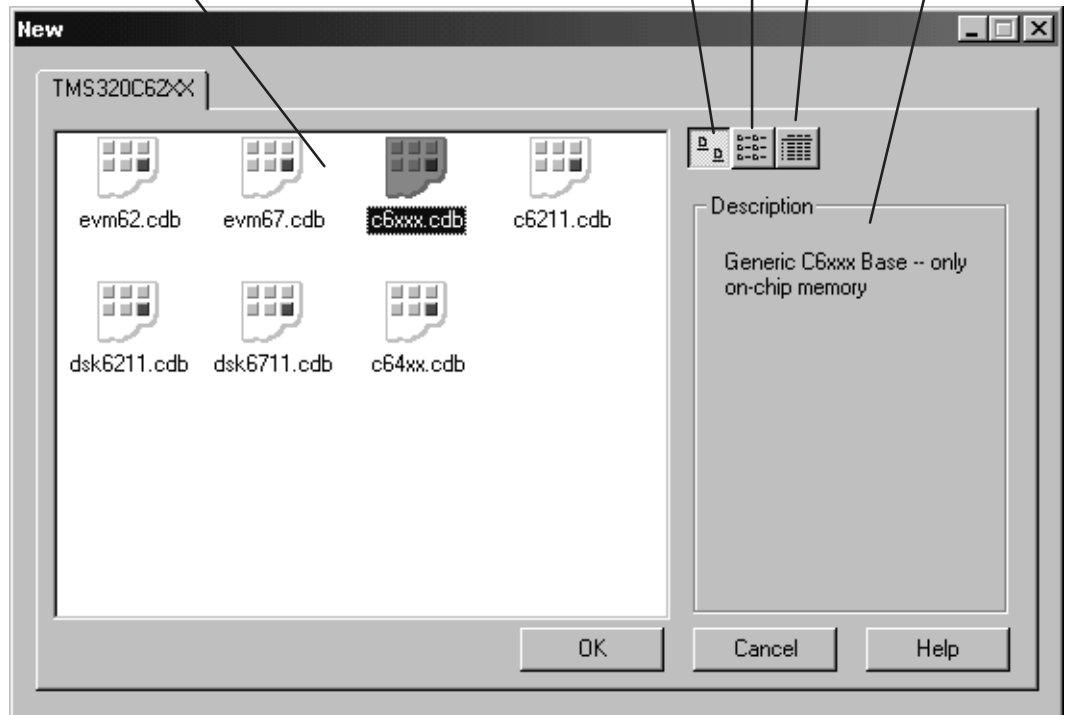 New
TMS320C62XX
evm62.cdb evm67.cdb c6xxx.cdb c6211.cdb
dsk6211.cdb dsk6711.cdb c64xx.cdb
Description
Generic C6xxx Base -- only
on-chip memory
OK Cancel Help